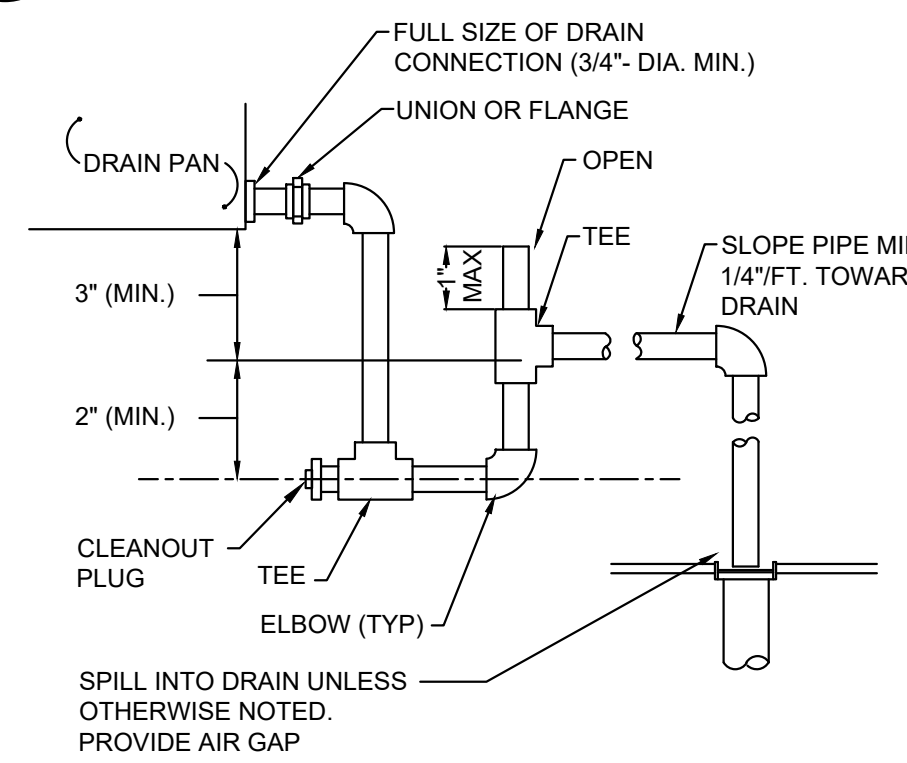 FULL SIZE OF DRAIN
CONNECTION (3/4"- DIA. MIN.)
UNION OR FLANGE
DRAIN PAN
OPEN
TEE
SLOPE PIPE
1/4"/FT.
DRAIN
1"
MAX
3" (MIN.)
2" (MIN.)
CLEANOUT
PLUG
TEE
ELBOW (TYP)
SPILL INTO DRAIN UNLESS
OTHERWISE NOTED.
PROVIDE AIR GAP